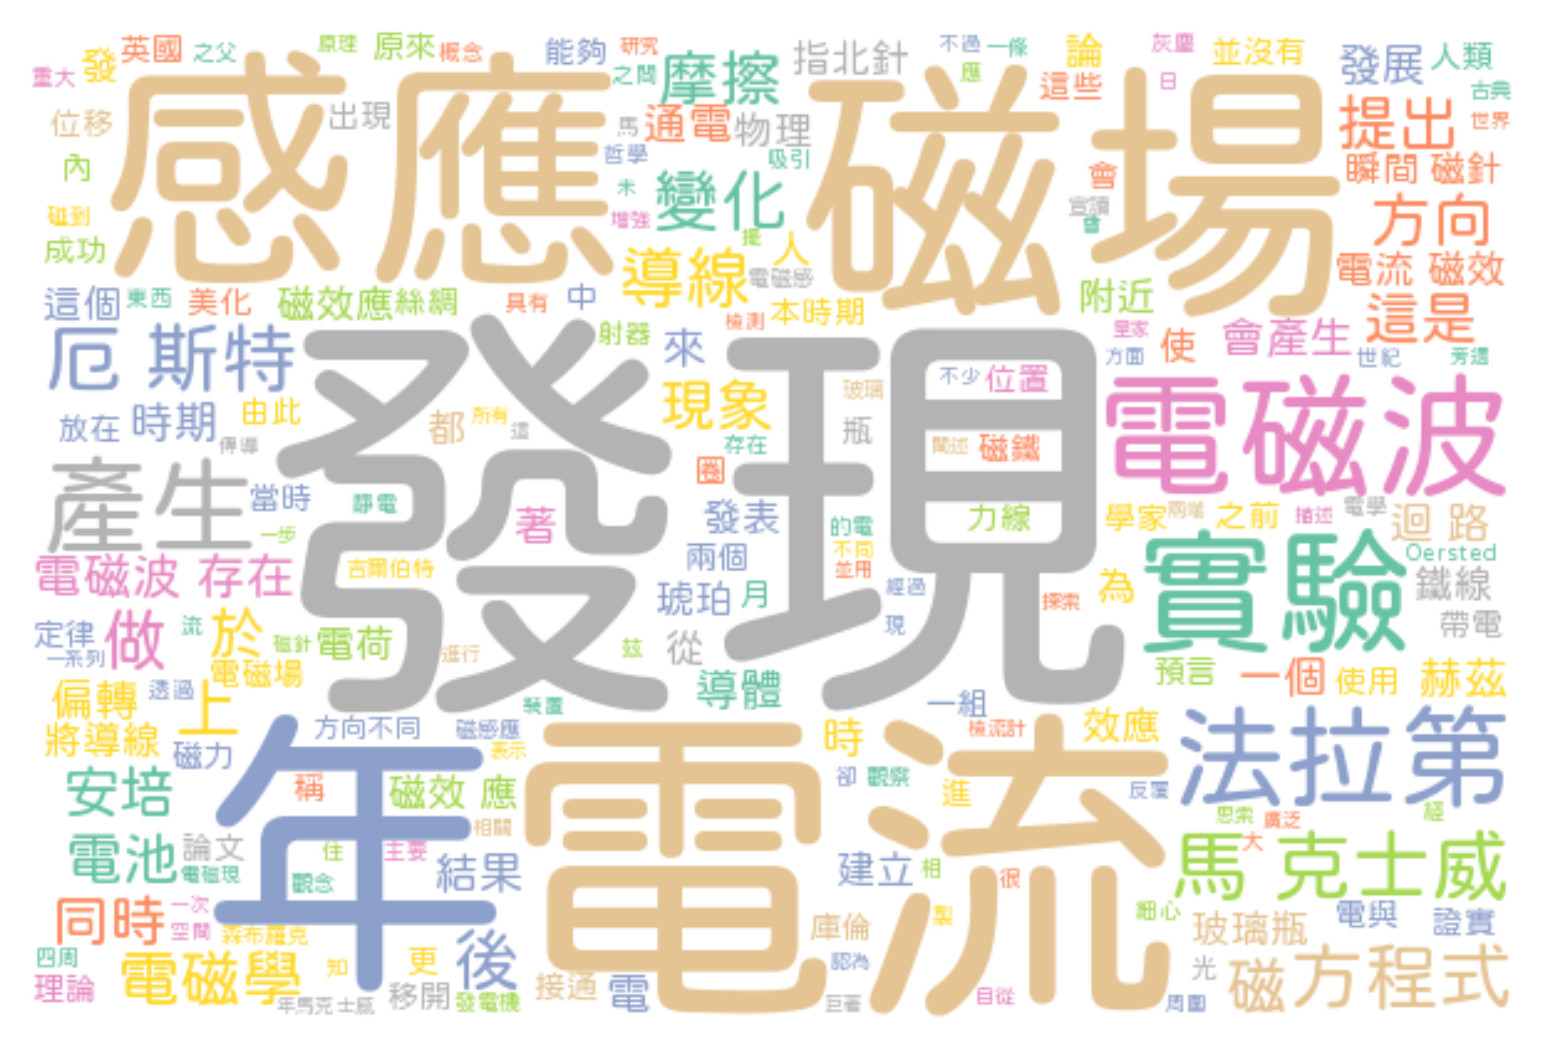 重大
發
英國
之父
原理
原來
概念
能夠
研究
之間
摩擦
指北針
不過
一條
應
論
這些
灰塵
日
並沒有
發展
人類
古典
世界
位移
感應
出現
馬
通電
物理
磁場
會
提出
瞬間
磁針
內
哲學
吸引
未
變化
宣讀
會
方向
碰到
增強
成功
擺
人
導線
電磁感
電流
磁效
這個
東西
美化
磁效應
絲綢
具有
中
檢測
本時期
附近
這是
厄
斯特
射器
來
皇家
方面
使
會產生
世紀
旁邊
放在
時期
由此
傳導
都
所有
這
現象
存在
玻璃
瓶
不少
位置
闡述
磁鐵
電磁波
發現
產生
當時
一步
靜電
著
圈
發表
的電
不同
並用
力線
學家
兩端
之前
描述
電學
迴
路
電磁波
存在
吉爾伯特
兩個
琥珀
月
經過
現
探索
為
實驗
Oersted
鐵線
帶電
定律
一系列
做
流
於
磁針
電荷
電磁場
進行
茲
從
導體
預言
一個
使用
赫茲
偏轉
透過
上
將導線
磁力
方向不同
裝置
磁感應
表示
一組
時
檢流計
效應
法拉第
安培
年
稱
磁效
應
電流
卻
觀察
進
反覆
思索
廣泛
經
電池
論文
電磁現
住
主要
相關
觀念
結果
建立
相
很
大
馬
克士威
同時
一次
空間
森布羅克
後
庫倫
製
細心
玻璃瓶
電與
證實
四周
理論
電磁學
知
更
年馬克
士威
移開
發電機
接通
電
認為
巨著
目從
周圍
光
磁
方程式